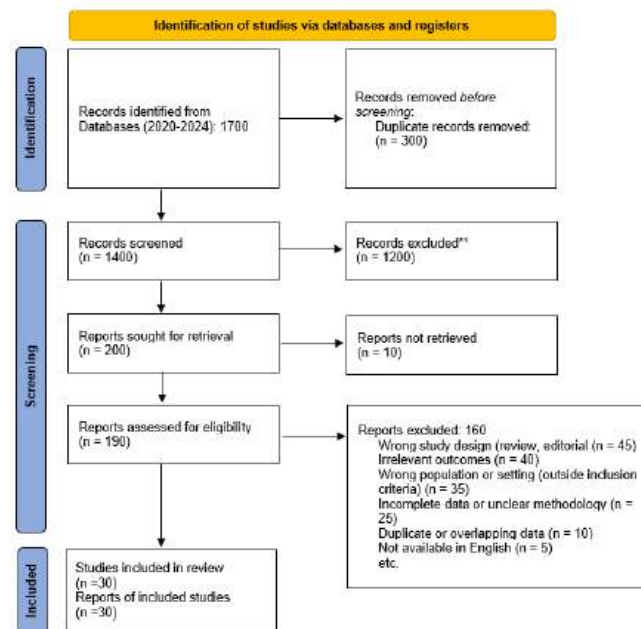 Identification of studies via databases and registers
Identification
Records identified from
Databases (2020-2024): 1700
Records removed before
screening:
Duplicate records removed:
(n = 300)
Screening
Records screened
(n = 1400)
Records excluded**
(n = 1200)
Reports sought for retrieval
(n = 200)
Reports not retrieved
(n = 10)
Reports assessed for eligibility
(n = 190)
Reports excluded: 160
Wrong study design (review, editorial (n = 45)
Irrelevant outcomes (n = 40)
Wrong population or setting (outside inclusion
criteria) (n = 35)
Incomplete data or unclear methodology (n =
25)
Duplicate or overlapping data (n = 10)
Not available in English (n = 5)
etc.
Included
Studies included in review
(n =30)
Reports of included studies
(n =30)